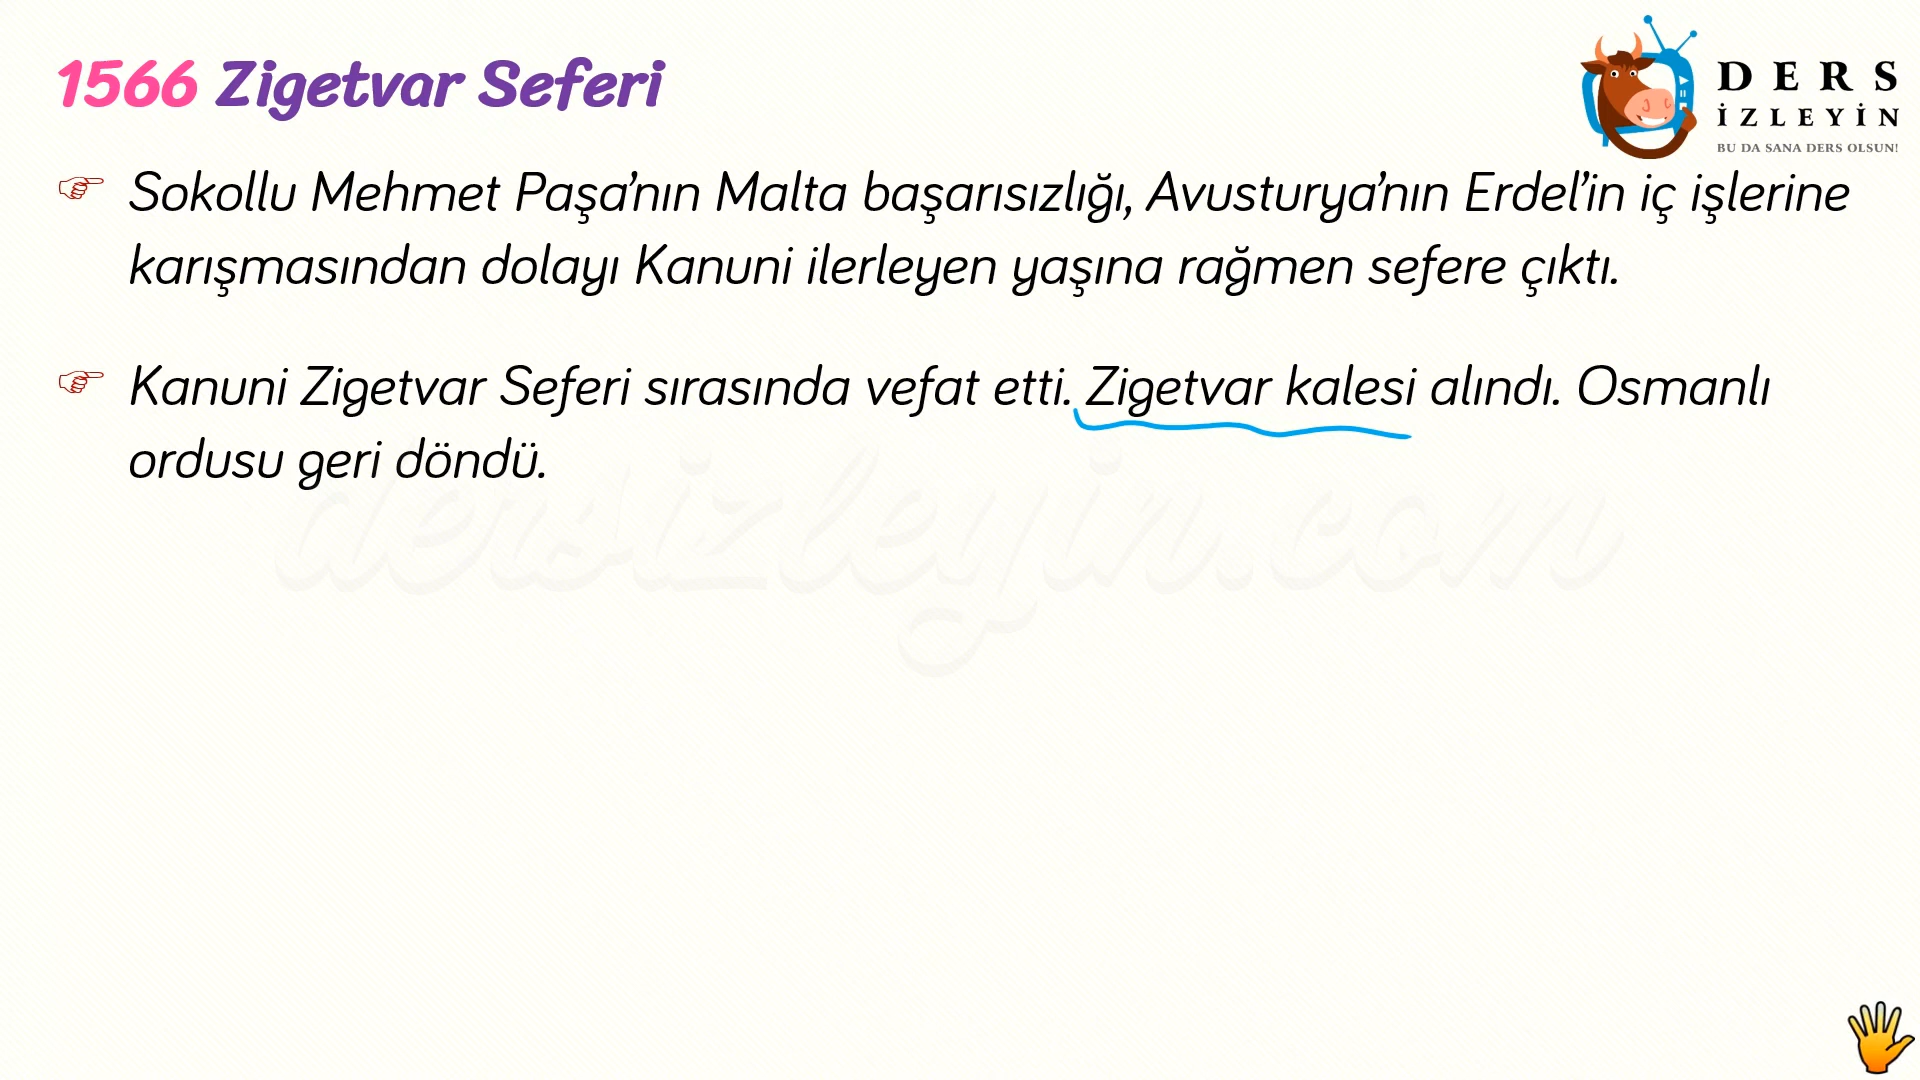 1566 Zigetvar Seferi
DERS
İZLEYİN
BU DA SANA DERS OLSUN!
☞ Sokollu Mehmet Paşa’nın Malta başarısızlığı, Avusturya’nın Erdel’in iç işlerine
karışmasından dolayı Kanuni ilerleyen yaşına rağmen sefere çıktı.
☞ Kanuni Zigetvar Seferi sırasında vefat etti. Zigetvar kalesi alındı. Osmanlı
ordusu geri döndü.
dersizleyin.com